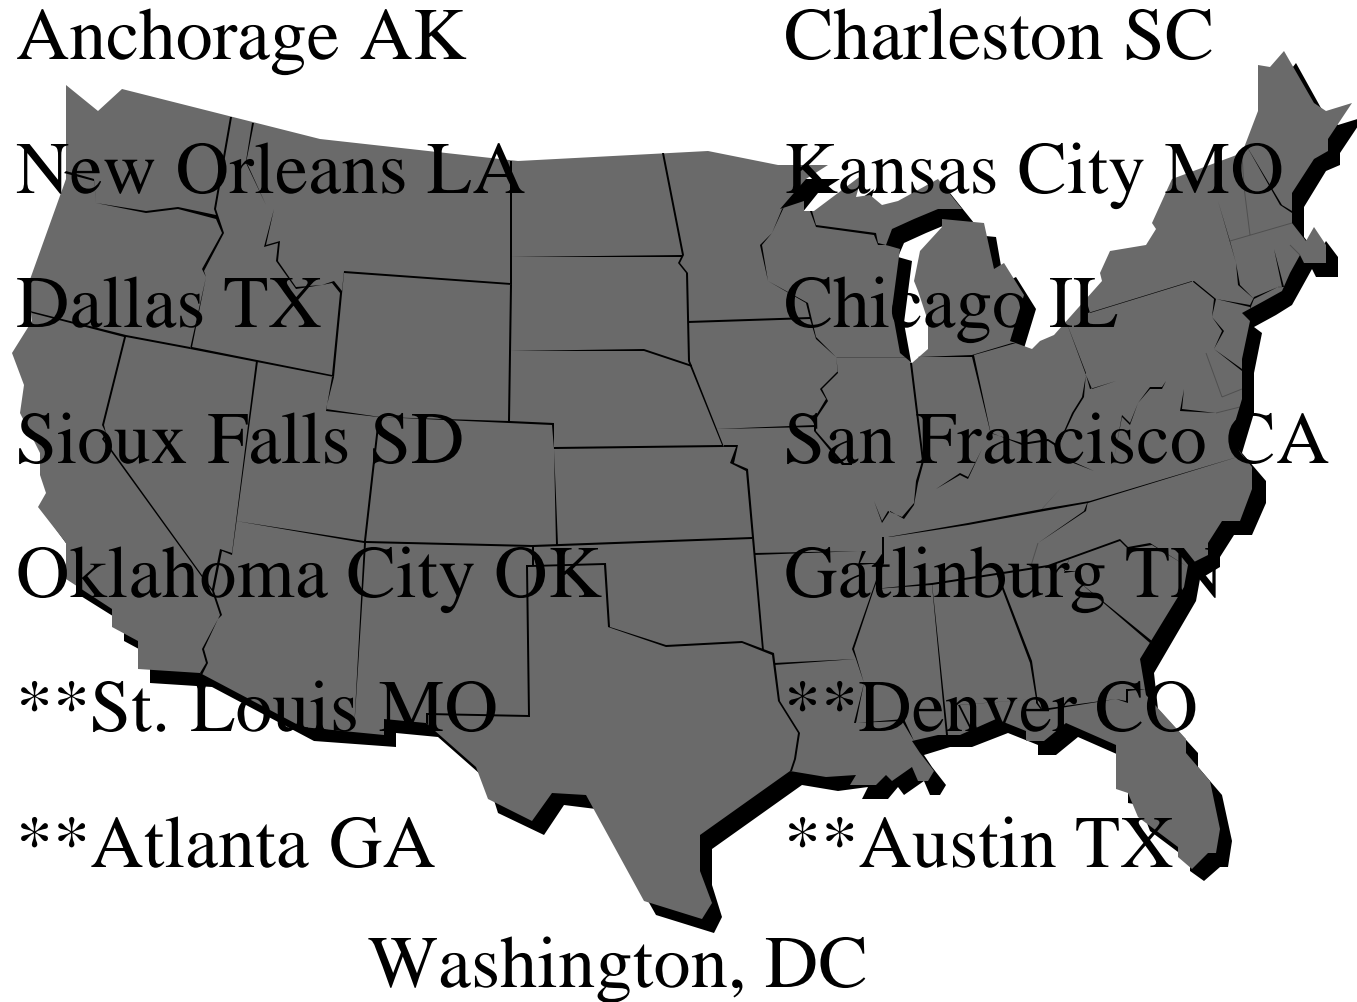 Anchorage AK
Charleston SC
New Orleans LA
Kansas City MO
Dallas TX
Chicago IL
Sioux Falls SD
San Francisco CA
Oklahoma City OK
Gatlinburg TN
**St. Louis MO
**Denver CO
**Atlanta GA
**Austin TX
Washington, DC